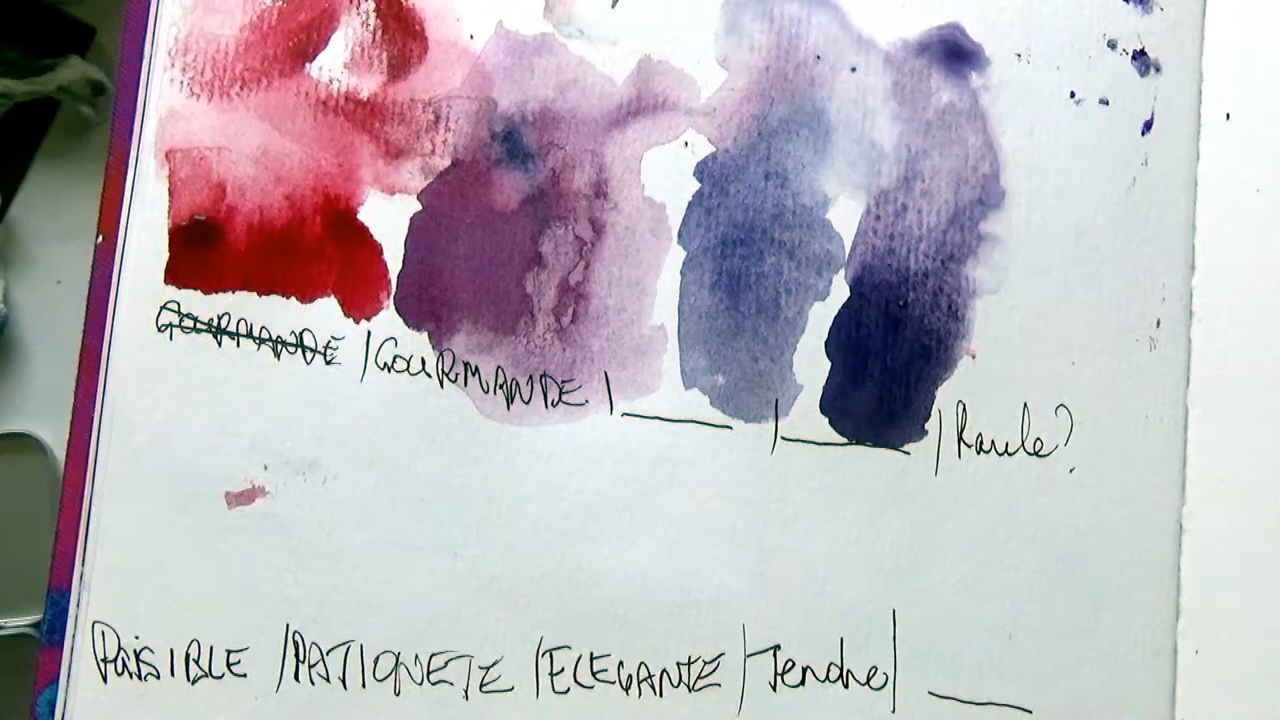 GOURMANDE / GOURMANDE / ___ / ___ / Raule?
PaiSIBLE / PATIONETE / ELEGANTE / Tendre / ___